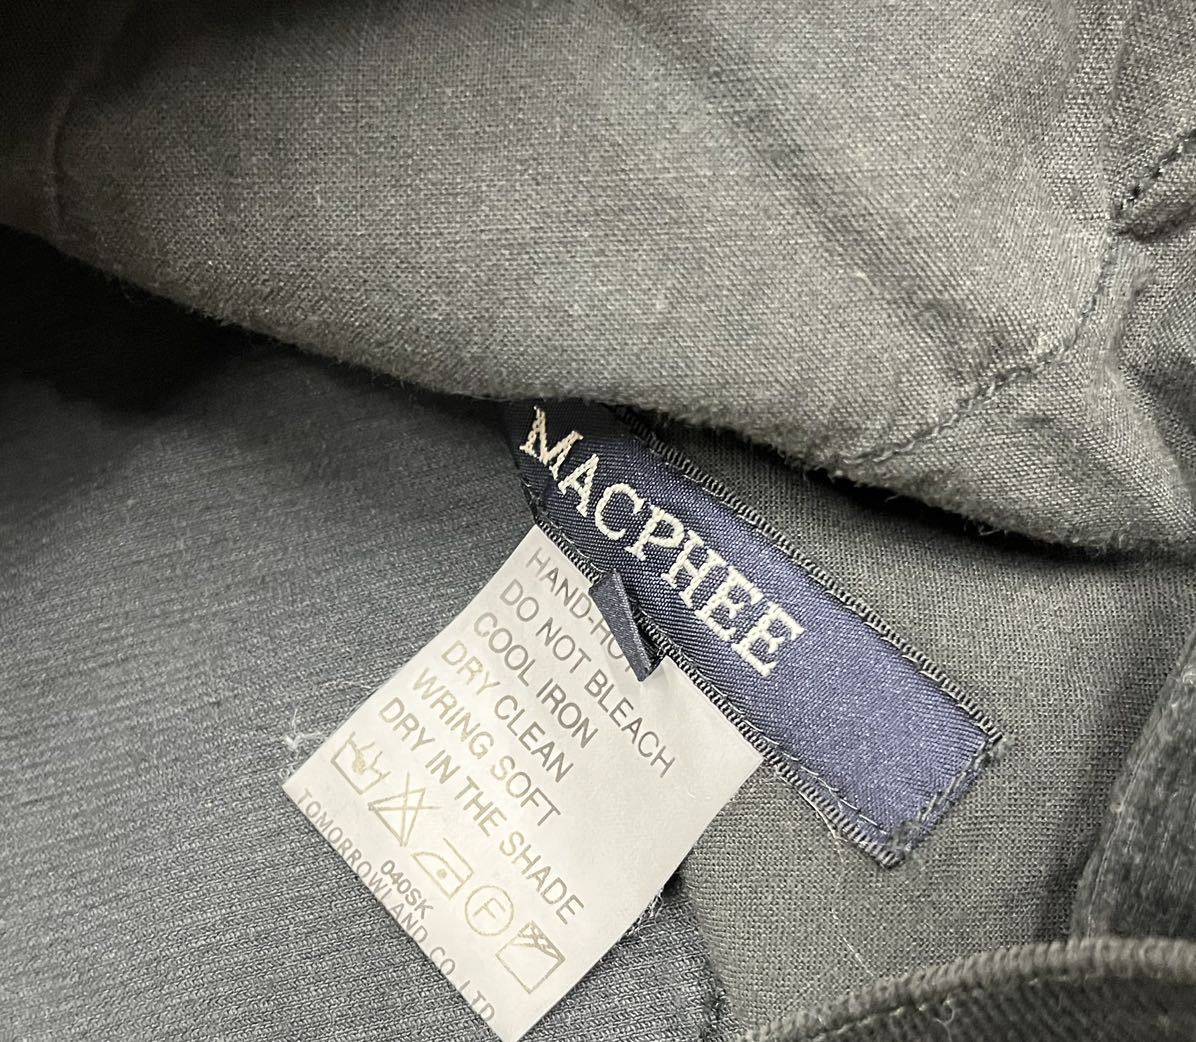 MACPHEE
HAND-HOT
DO NOT BLEACH
COOL IRON
DRY CLEAN
WRING SOFT
DRY IN THE SHADE
F
040SK
TOMORROWLAND CO.,LTD.